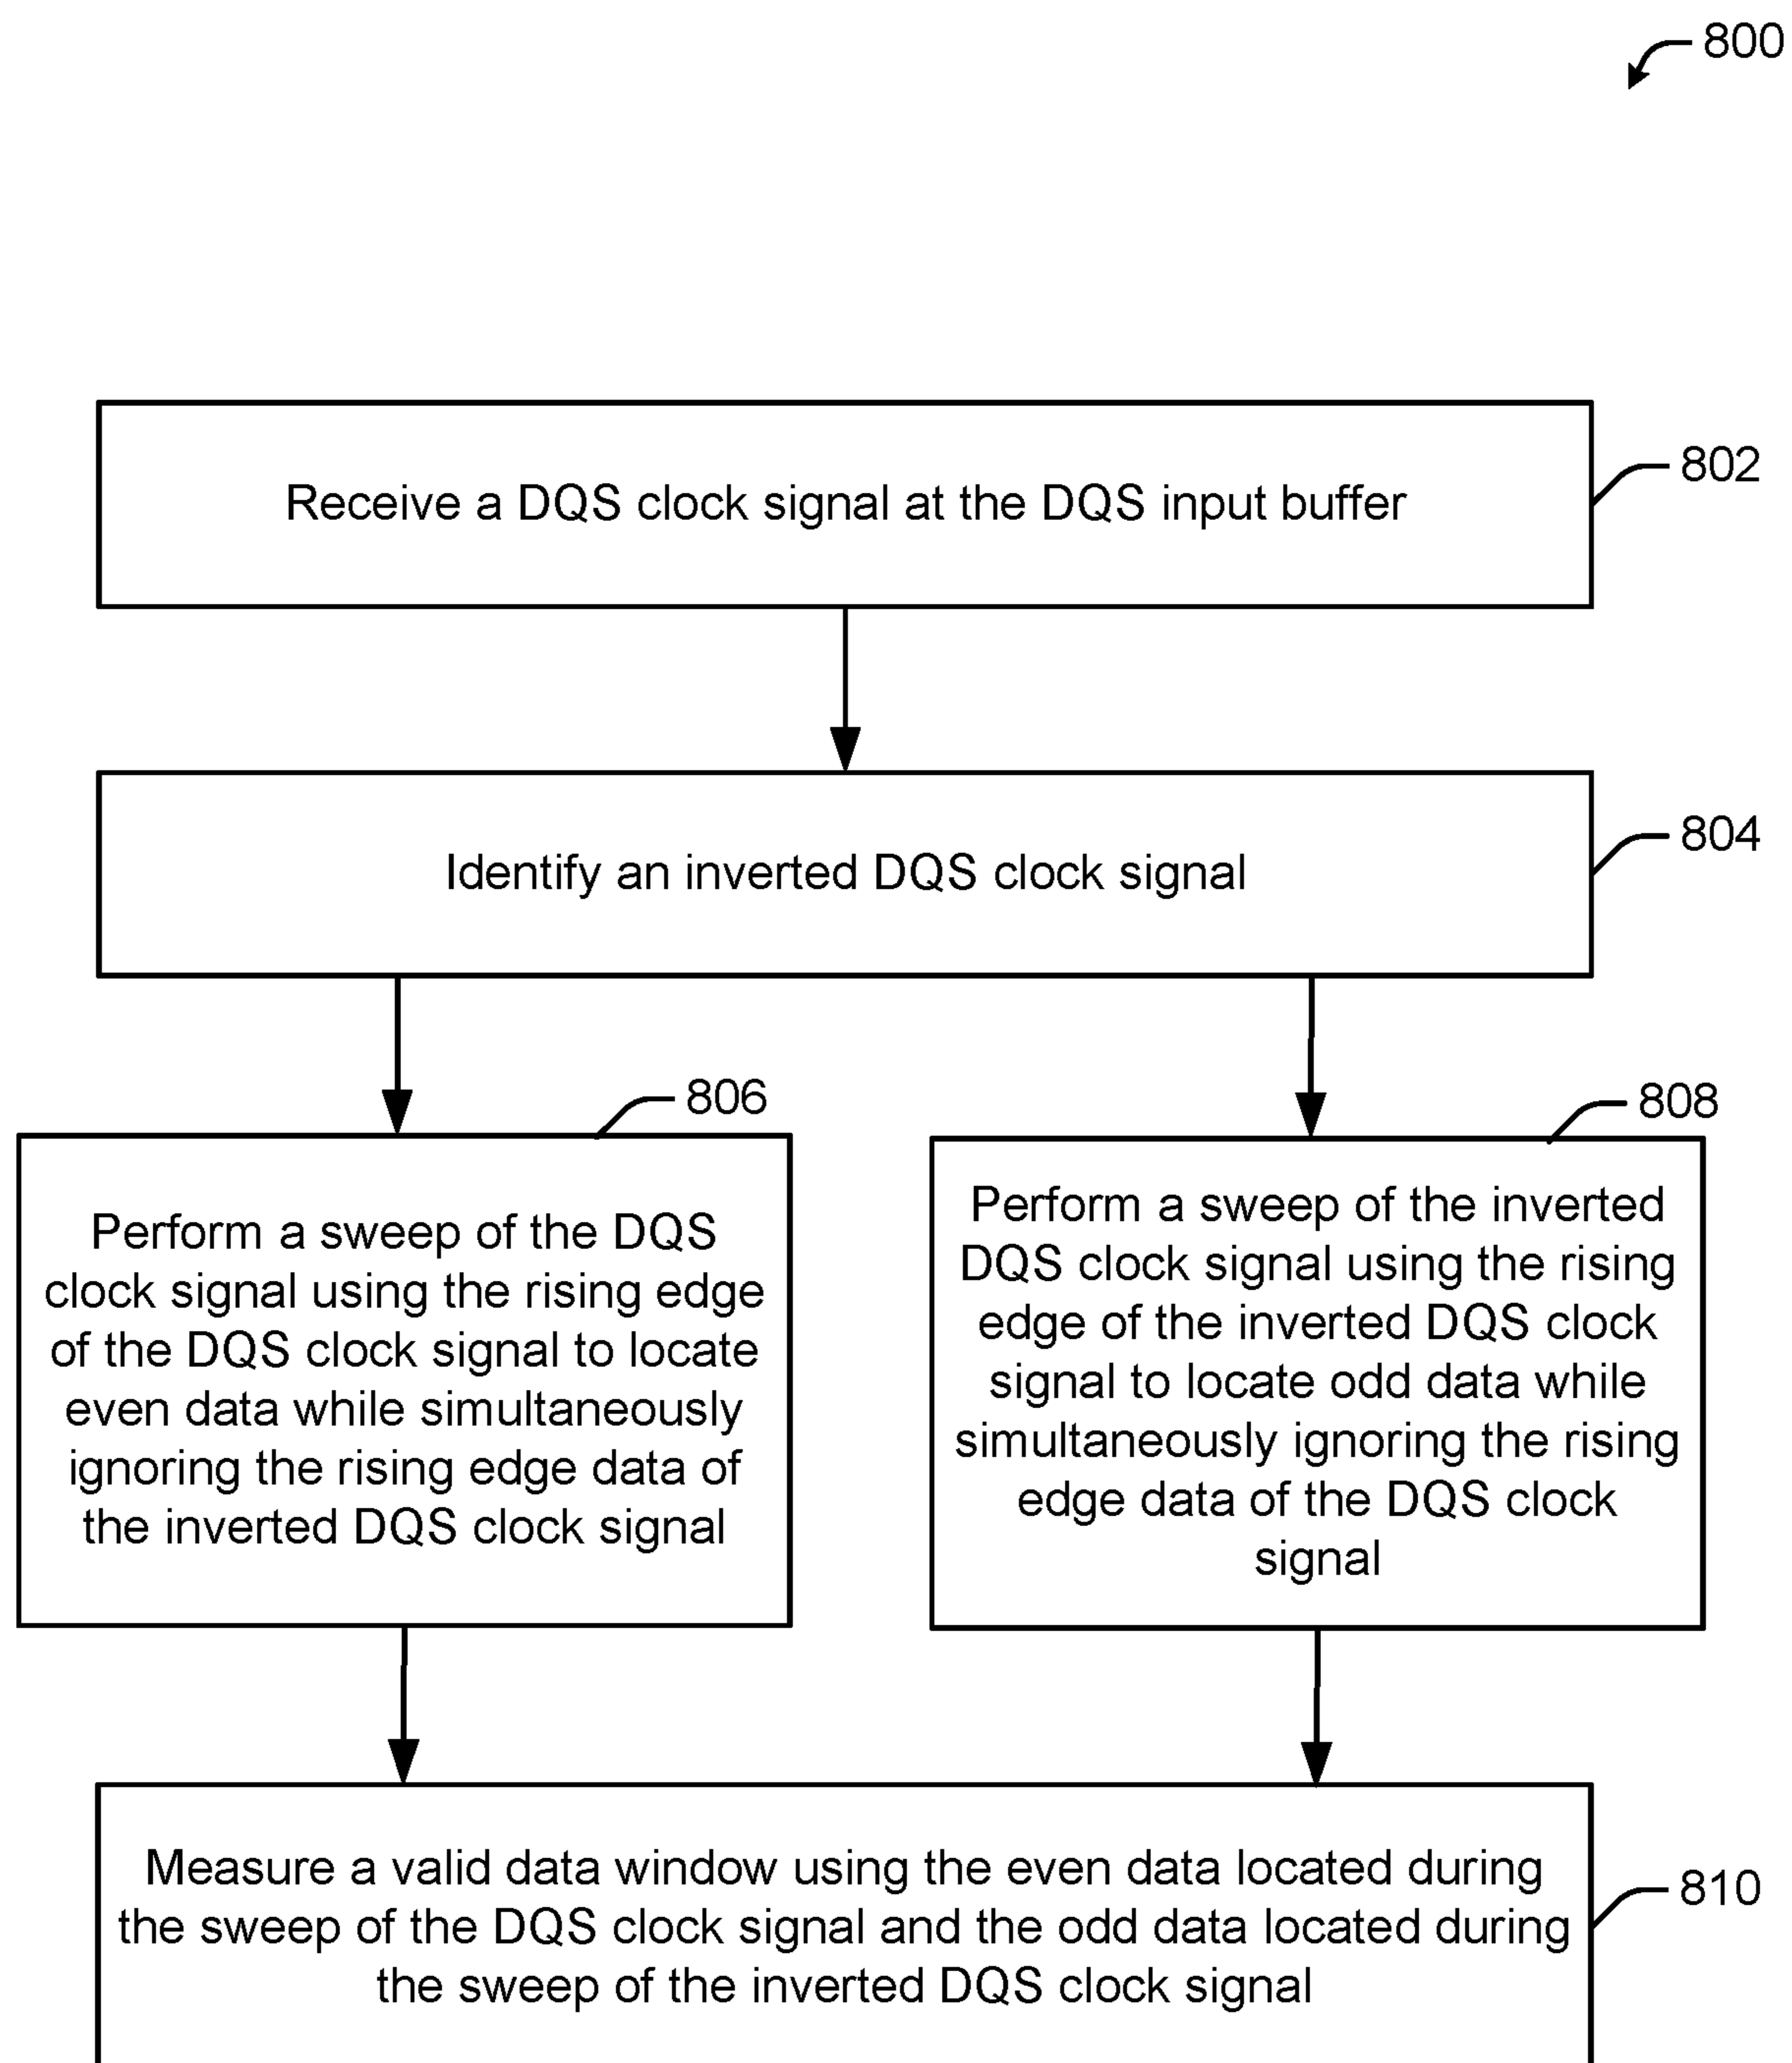 800
Receive a DQS clock signal at the DQS input buffer
802
Identify an inverted DQS clock signal
804
806
Perform a sweep of the DQS
clock signal using the rising edge
of the DQS clock signal to locate
even data while simultaneously
ignoring the rising edge data of
the inverted DQS clock signal
808
Perform a sweep of the inverted
DQS clock signal using the rising
edge of the inverted DQS clock
signal to locate odd data while
simultaneously ignoring the rising
edge data of the DQS clock
signal
Measure a valid data window using the even data located during
the sweep of the DQS clock signal and the odd data located during
the sweep of the inverted DQS clock signal
810